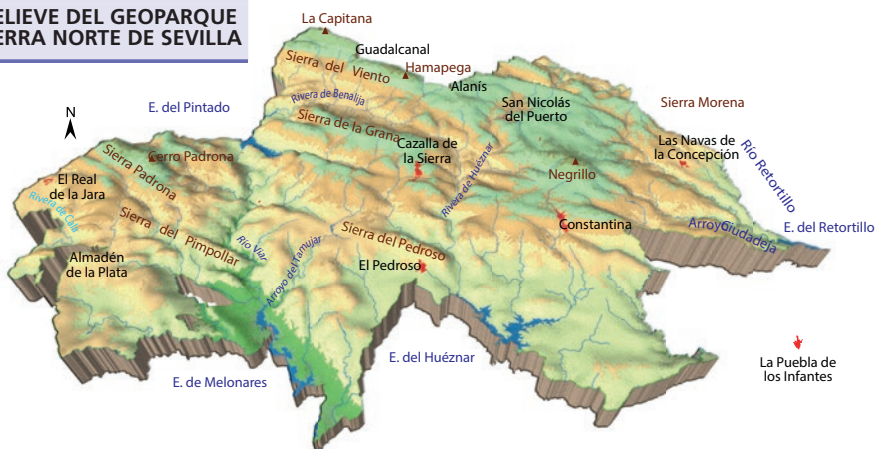 ELIEVE DEL GEOPARQUE
ERRA NORTE DE SEVILLA
La Capitana
Guadalcanal
Sierra del Viento
Hamapega
Alanís
Rivera de Benalija
San Nicolás
del Puerto
Sierra Morena
E. del Pintado
N
Sierra de la Grana
Cazalla de
la Sierra
Las Navas de
la Concepción
Río Retortillo
Cerro Padrona
Sierra Padrona
Negrillo
Rivera de Huéznar
El Real
de la Jara
Rivera de Cala
Sierra del Pimpollar
Río Viar
Arroyo del Tamujar
Sierra del Pedroso
Constantina
Arroyo Ciudadeja
E. del Retortillo
Almadén
de la Plata
El Pedroso
E. de Melonares
E. del Huéznar
La Puebla de
los Infantes